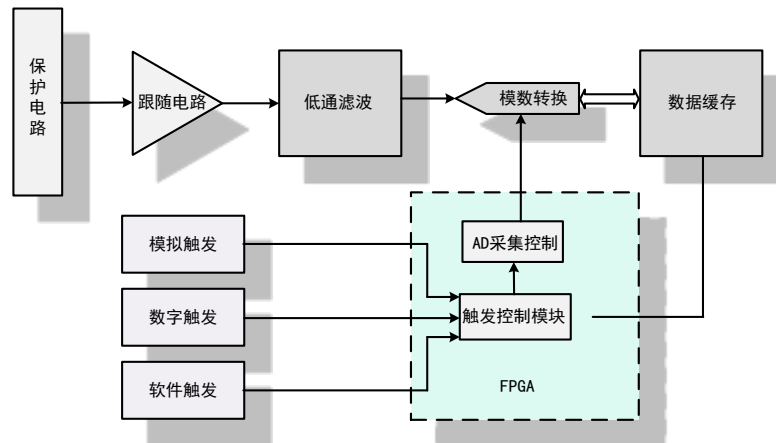 保护电路
跟随电路
低通滤波
模数转换
数据缓存
模拟触发
AD采集控制
数字触发
触发控制模块
软件触发
FPGA